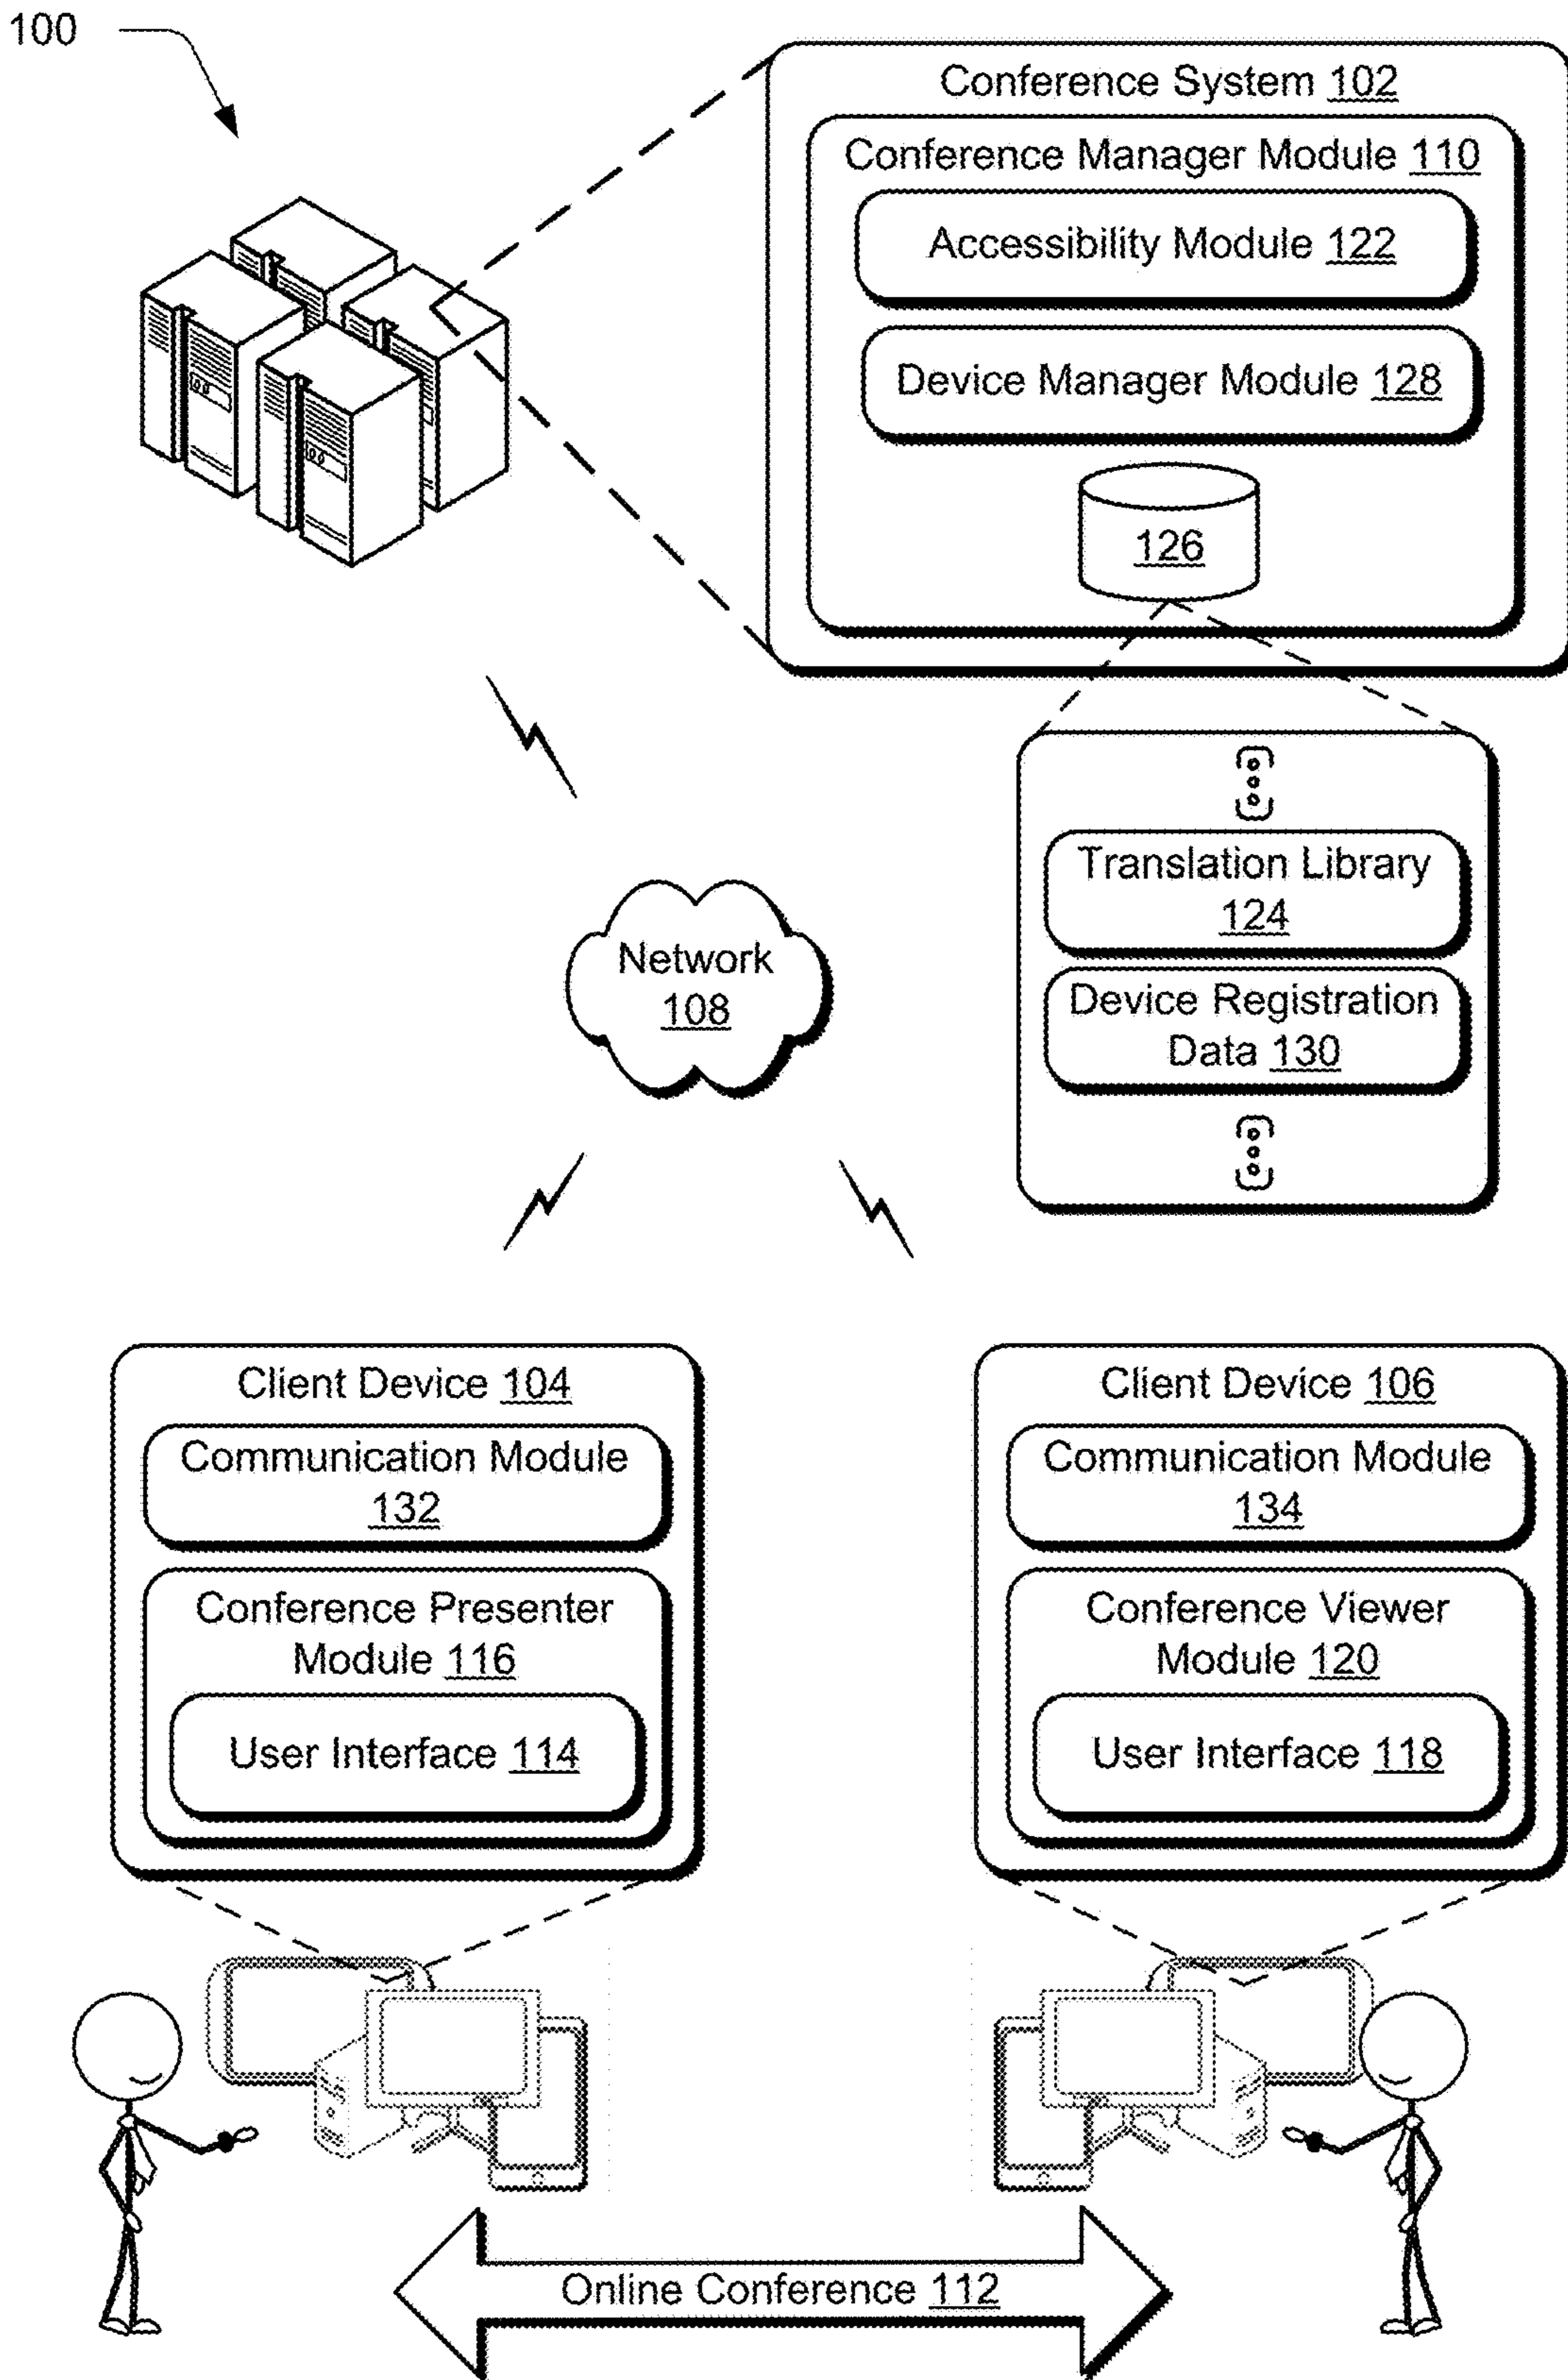 100
Conference System 102
Conference Manager Module 110
Accessibility Module 122
Device Manager Module 128
126
Translation Library
124
Device Registration
Data 130
Network
108
Client Device 104
Communication Module
132
Conference Presenter
Module 116
User Interface 114
Client Device 106
Communication Module
134
Conference Viewer
Module 120
User Interface 118
Online Conference 112